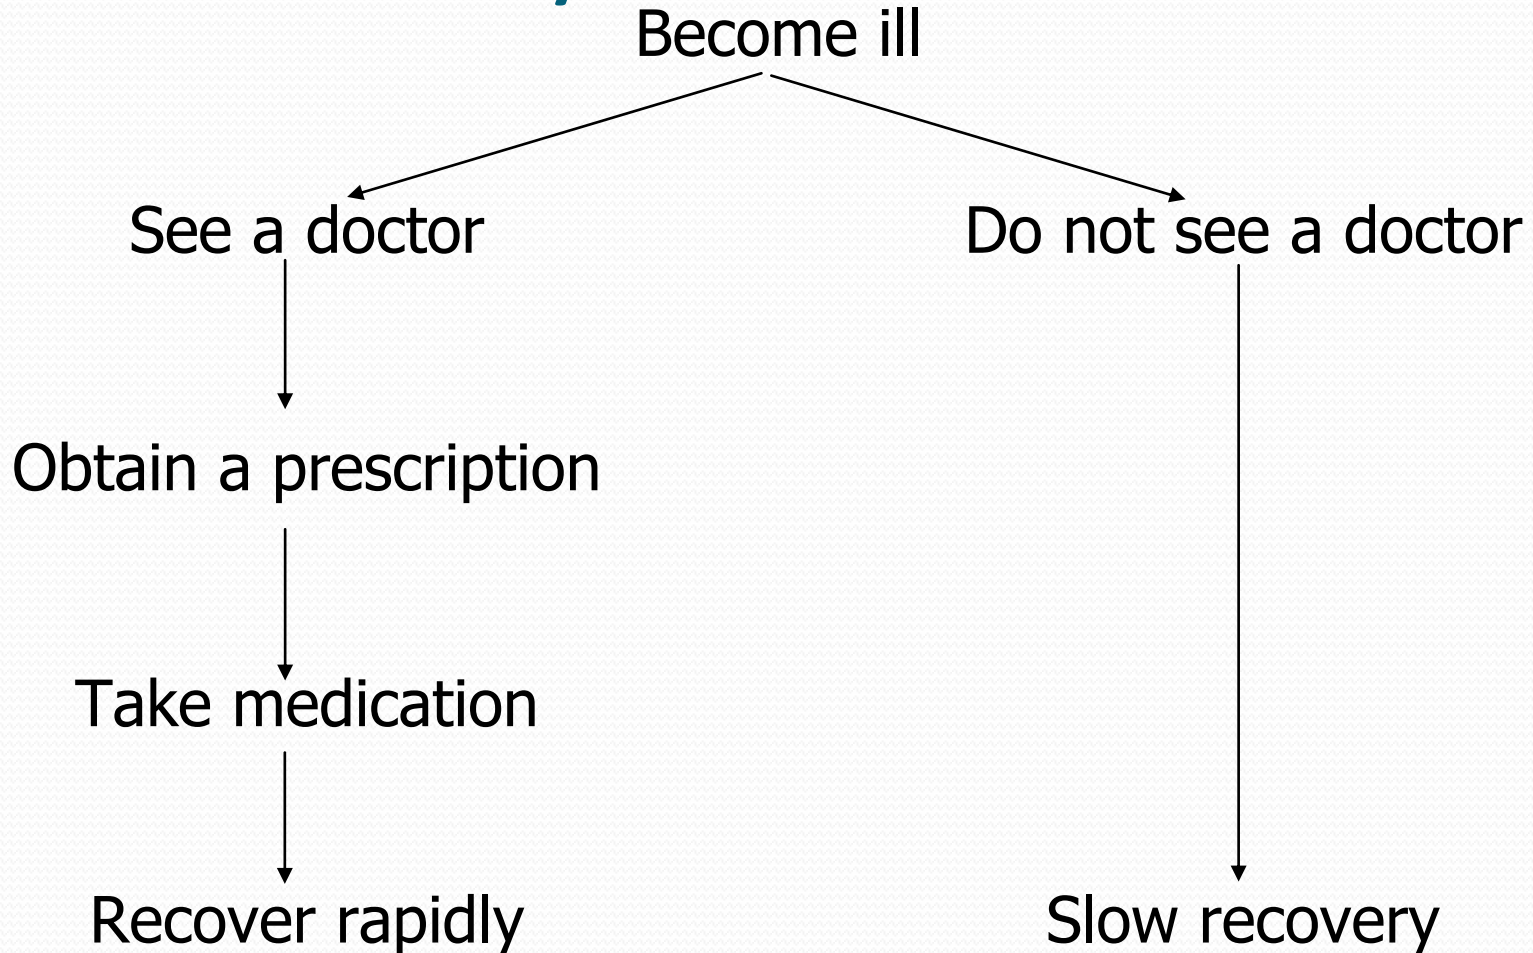 Become ill
See a doctor
Do not see a doctor
Obtain a prescription
Take medication
Recover rapidly
Slow recovery